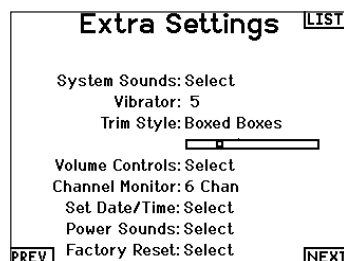 Extra Settings
LIST
System Sounds: Select
Vibrator: 5
Trim Style: Boxed Boxes
Volume Controls: Select
Channel Monitor: 6 Chan
Set Date/Time: Select
Power Sounds: Select
Factory Reset: Select
PREV
NEXT